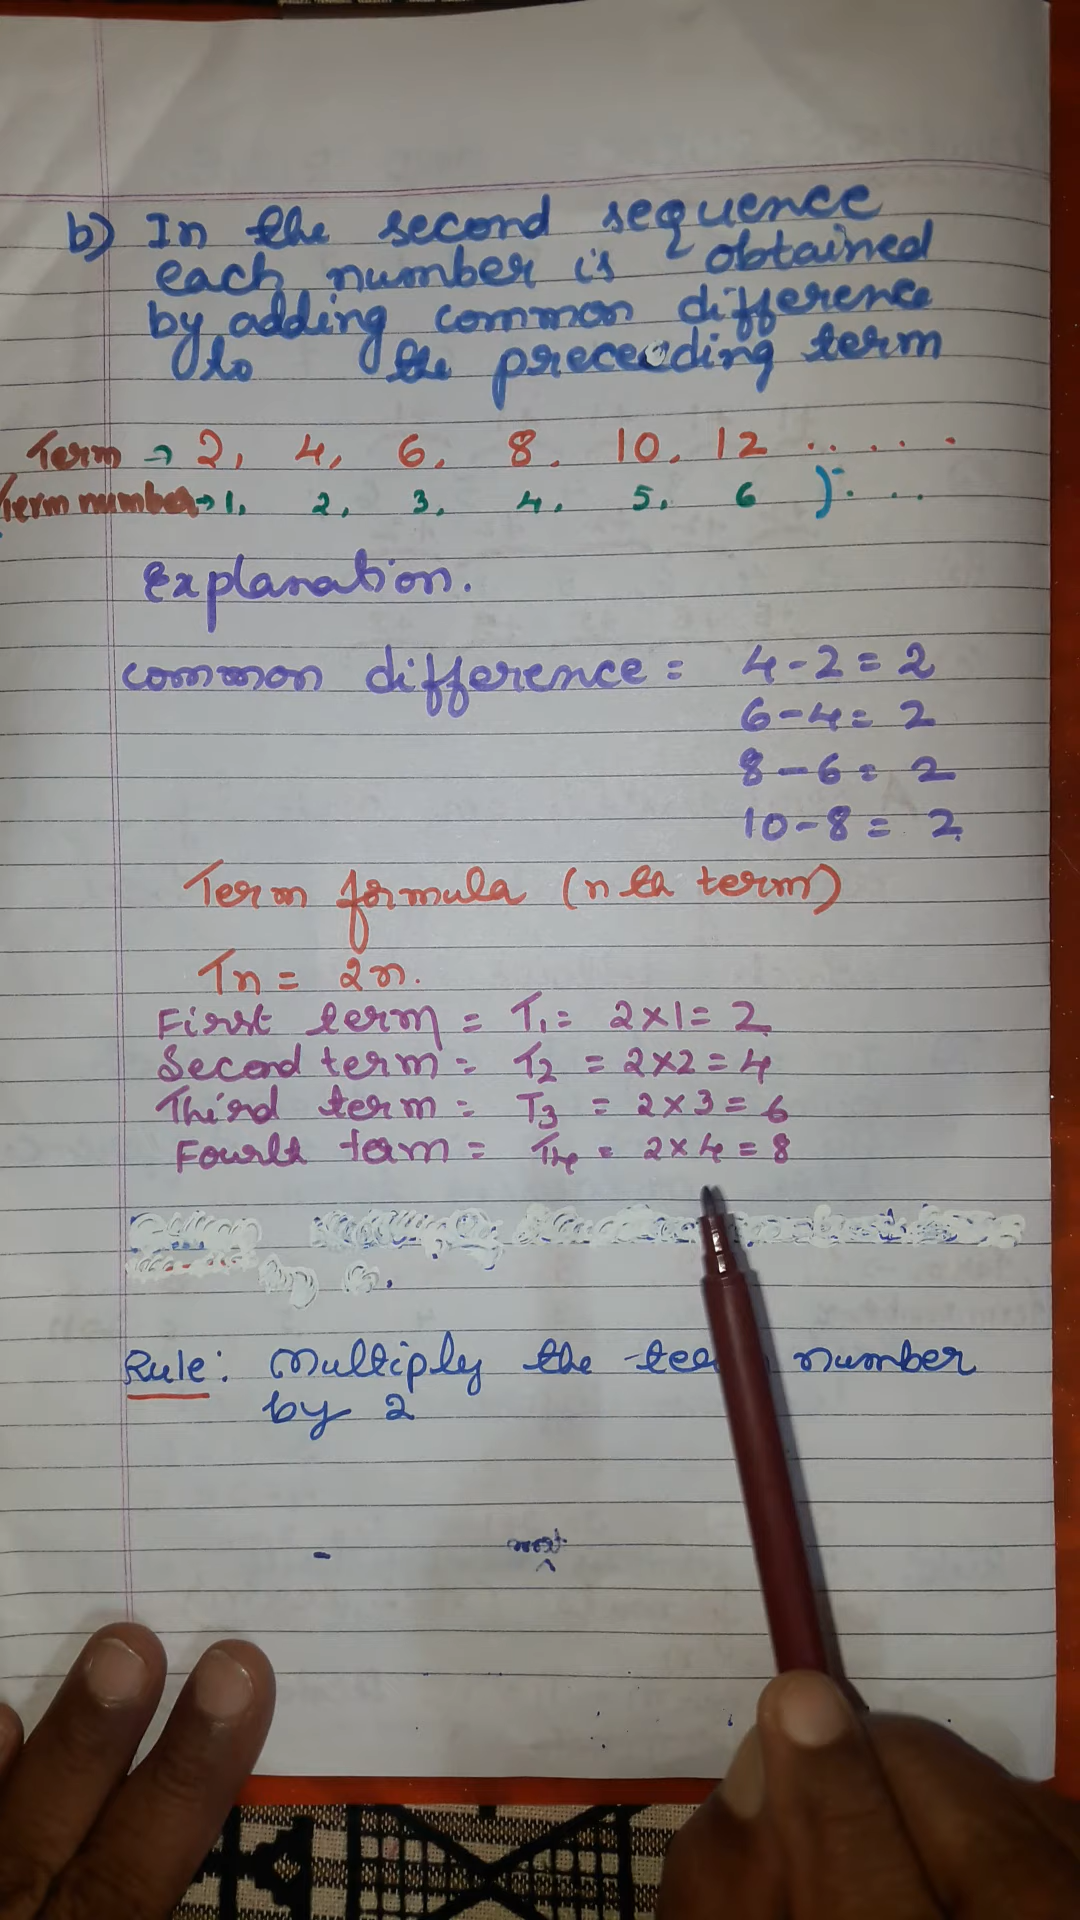 b) In the second sequence
each number is obtained
by adding common difference
to the preceeding term
Term → 2, 4, 6, 8, 10, 12 ......
Term number → 1, 2, 3, 4, 5, 6 ) ....
Explanation.
common difference = 4 - 2 = 2
6 - 4 = 2
8 - 6 = 2
10 - 8 = 2
Term formula (nth term)
Tn = 2n.
First term = T1 = 2 x 1 = 2
Second term = T2 = 2 x 2 = 4
Third term = T3 = 2 x 3 = 6
Fourth term = T4 = 2 x 4 = 8
Rule: Multiply the number
by 2